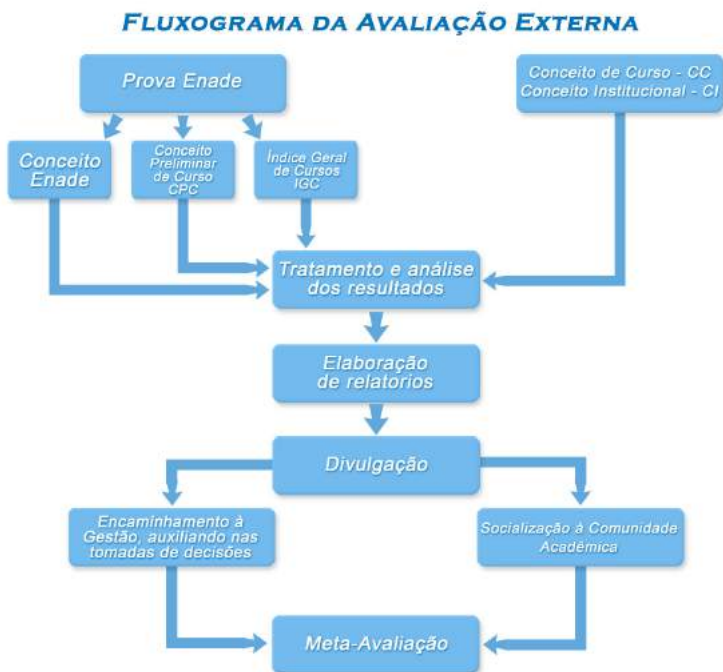 FLUXOGRAMA DA AVALIAÇÃO EXTERNA
Prova Enade
Conceito de Curso - CC
Conceito Institucional - CI
Conceito
Enade
Conceito
Preliminar
de Curso
CPC
Índice Geral
de Cursos
IGC
Tratamento e análise
dos resultados
Elaboração
de relatorios
Divulgação
Encaminhamento à
Gestão, auxiliando nas
tomadas de decisões
Socialização à Comunidade
Acadêmica
Meta-Avaliação